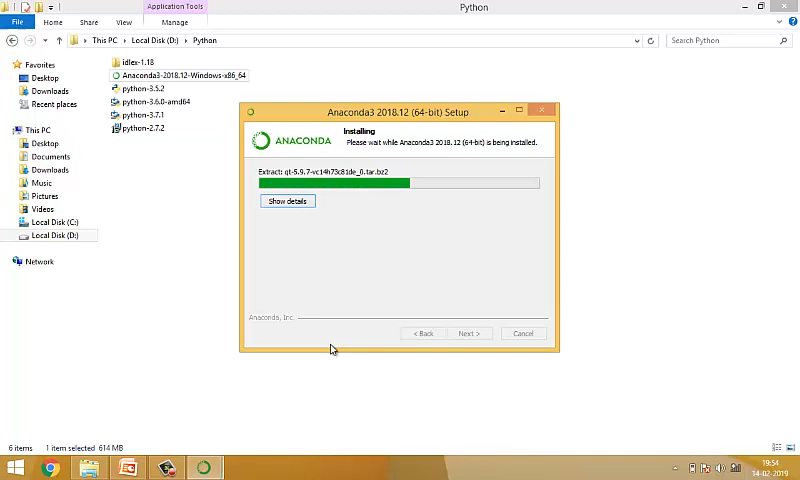 Application Tools
Python
File
Home
Share
View
Manage
This PC
Local Disk (D:)
Python
Search Python
Favorites
Desktop
Downloads
Recent places
This PC
Desktop
Documents
Downloads
Music
Pictures
Videos
Local Disk (C:)
Local Disk (D:)
Network
idlex-1.18
Anaconda3-2018.12-Windows-x86_64
python-3.5.2
python-3.6.0-amd64
python-3.7.1
python-2.7.2
Anaconda3 2018.12 (64-bit) Setup
ANACONDA
Installing
Please wait while Anaconda3 2018.12 (64-bit) is being installed.
Extract: qt-5.9.7-vc14h73c81de_0.tar.bz2
Show details
Anaconda, Inc.
< Back
Next >
Cancel
6 items
1 item selected 614 MB
19:54
14-02-2019